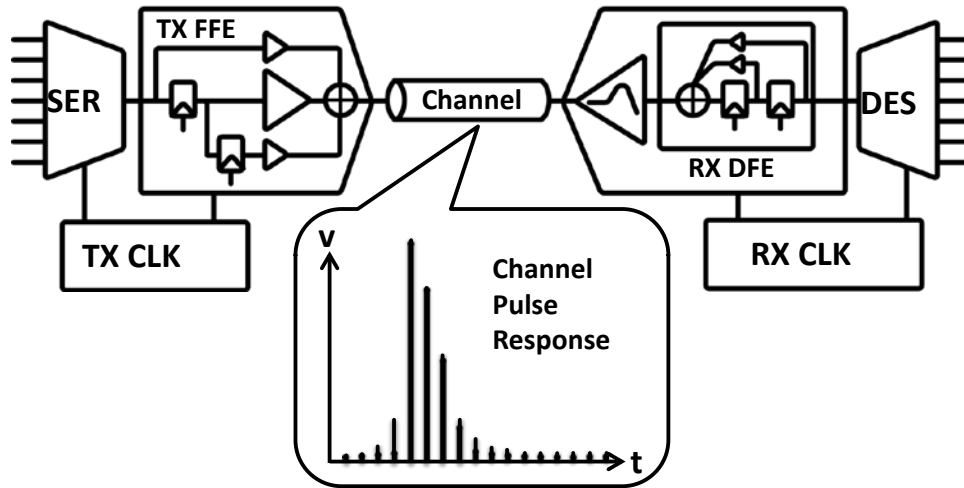 TX FFE
SER
Channel
DES
RX DFE
TX CLK
RX CLK
v
Channel
Pulse
Response
t